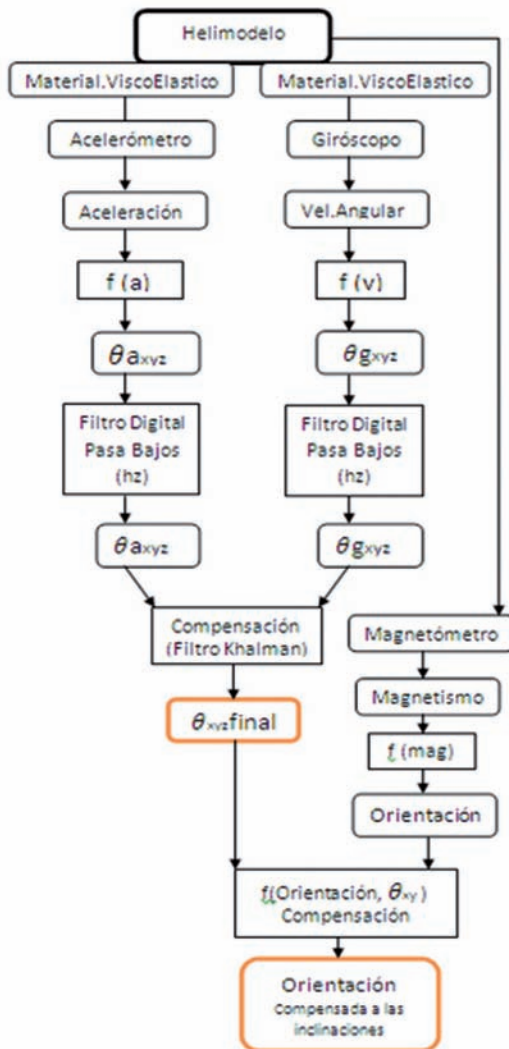 Helimodelo
Material.ViscoElastico
Material.ViscoElastico
Acelerómetro
Giróscopo
Aceleración
Vel.Angular
f (a)
f (v)
θaxyz
θgxyz
Filtro Digital
Pasa Bajos
(hz)
Filtro Digital
Pasa Bajos
(hz)
θaxyz
θgxyz
Compensación
(Filtro Khalman)
Magnetómetro
θxyzfinal
Magnetismo
f (mag)
Orientación
f(Orientación, θxy )
Compensación
Orientación
Compensada a las
inclinaciones